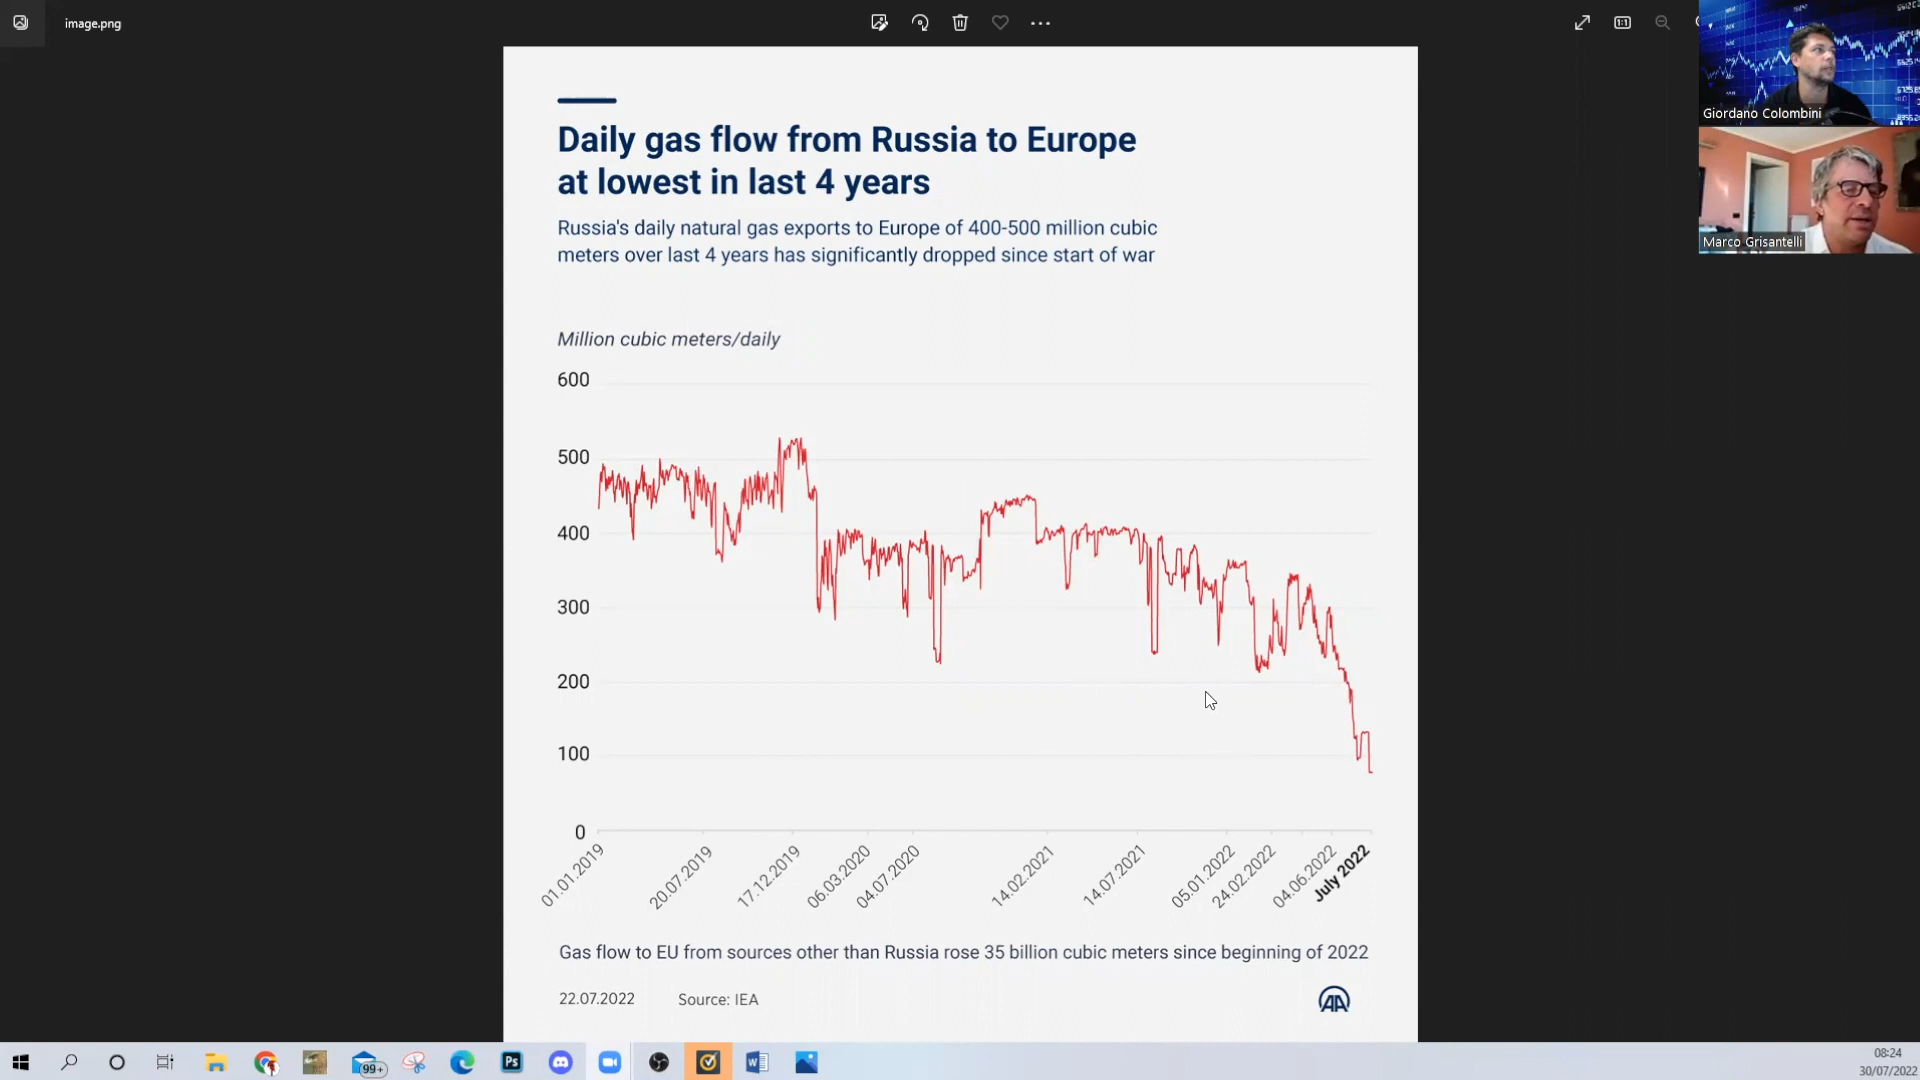 image.png
Giordano Colombini
Marco Grisantelli
Daily gas flow from Russia to Europe
at lowest in last 4 years
Russia's daily natural gas exports to Europe of 400-500 million cubic
meters over last 4 years has significantly dropped since start of war
Million cubic meters/daily
600
500
400
300
200
100
0
01.01.2019
20.07.2019
17.12.2019
06.03.2020
04.07.2020
14.02.2021
14.07.2021
05.01.2022
24.02.2022
04.06.2022
July 2022
Gas flow to EU from sources other than Russia rose 35 billion cubic meters since beginning of 2022
22.07.2022 Source: IEA
AA
99+
Ps
08:24
30/07/2022